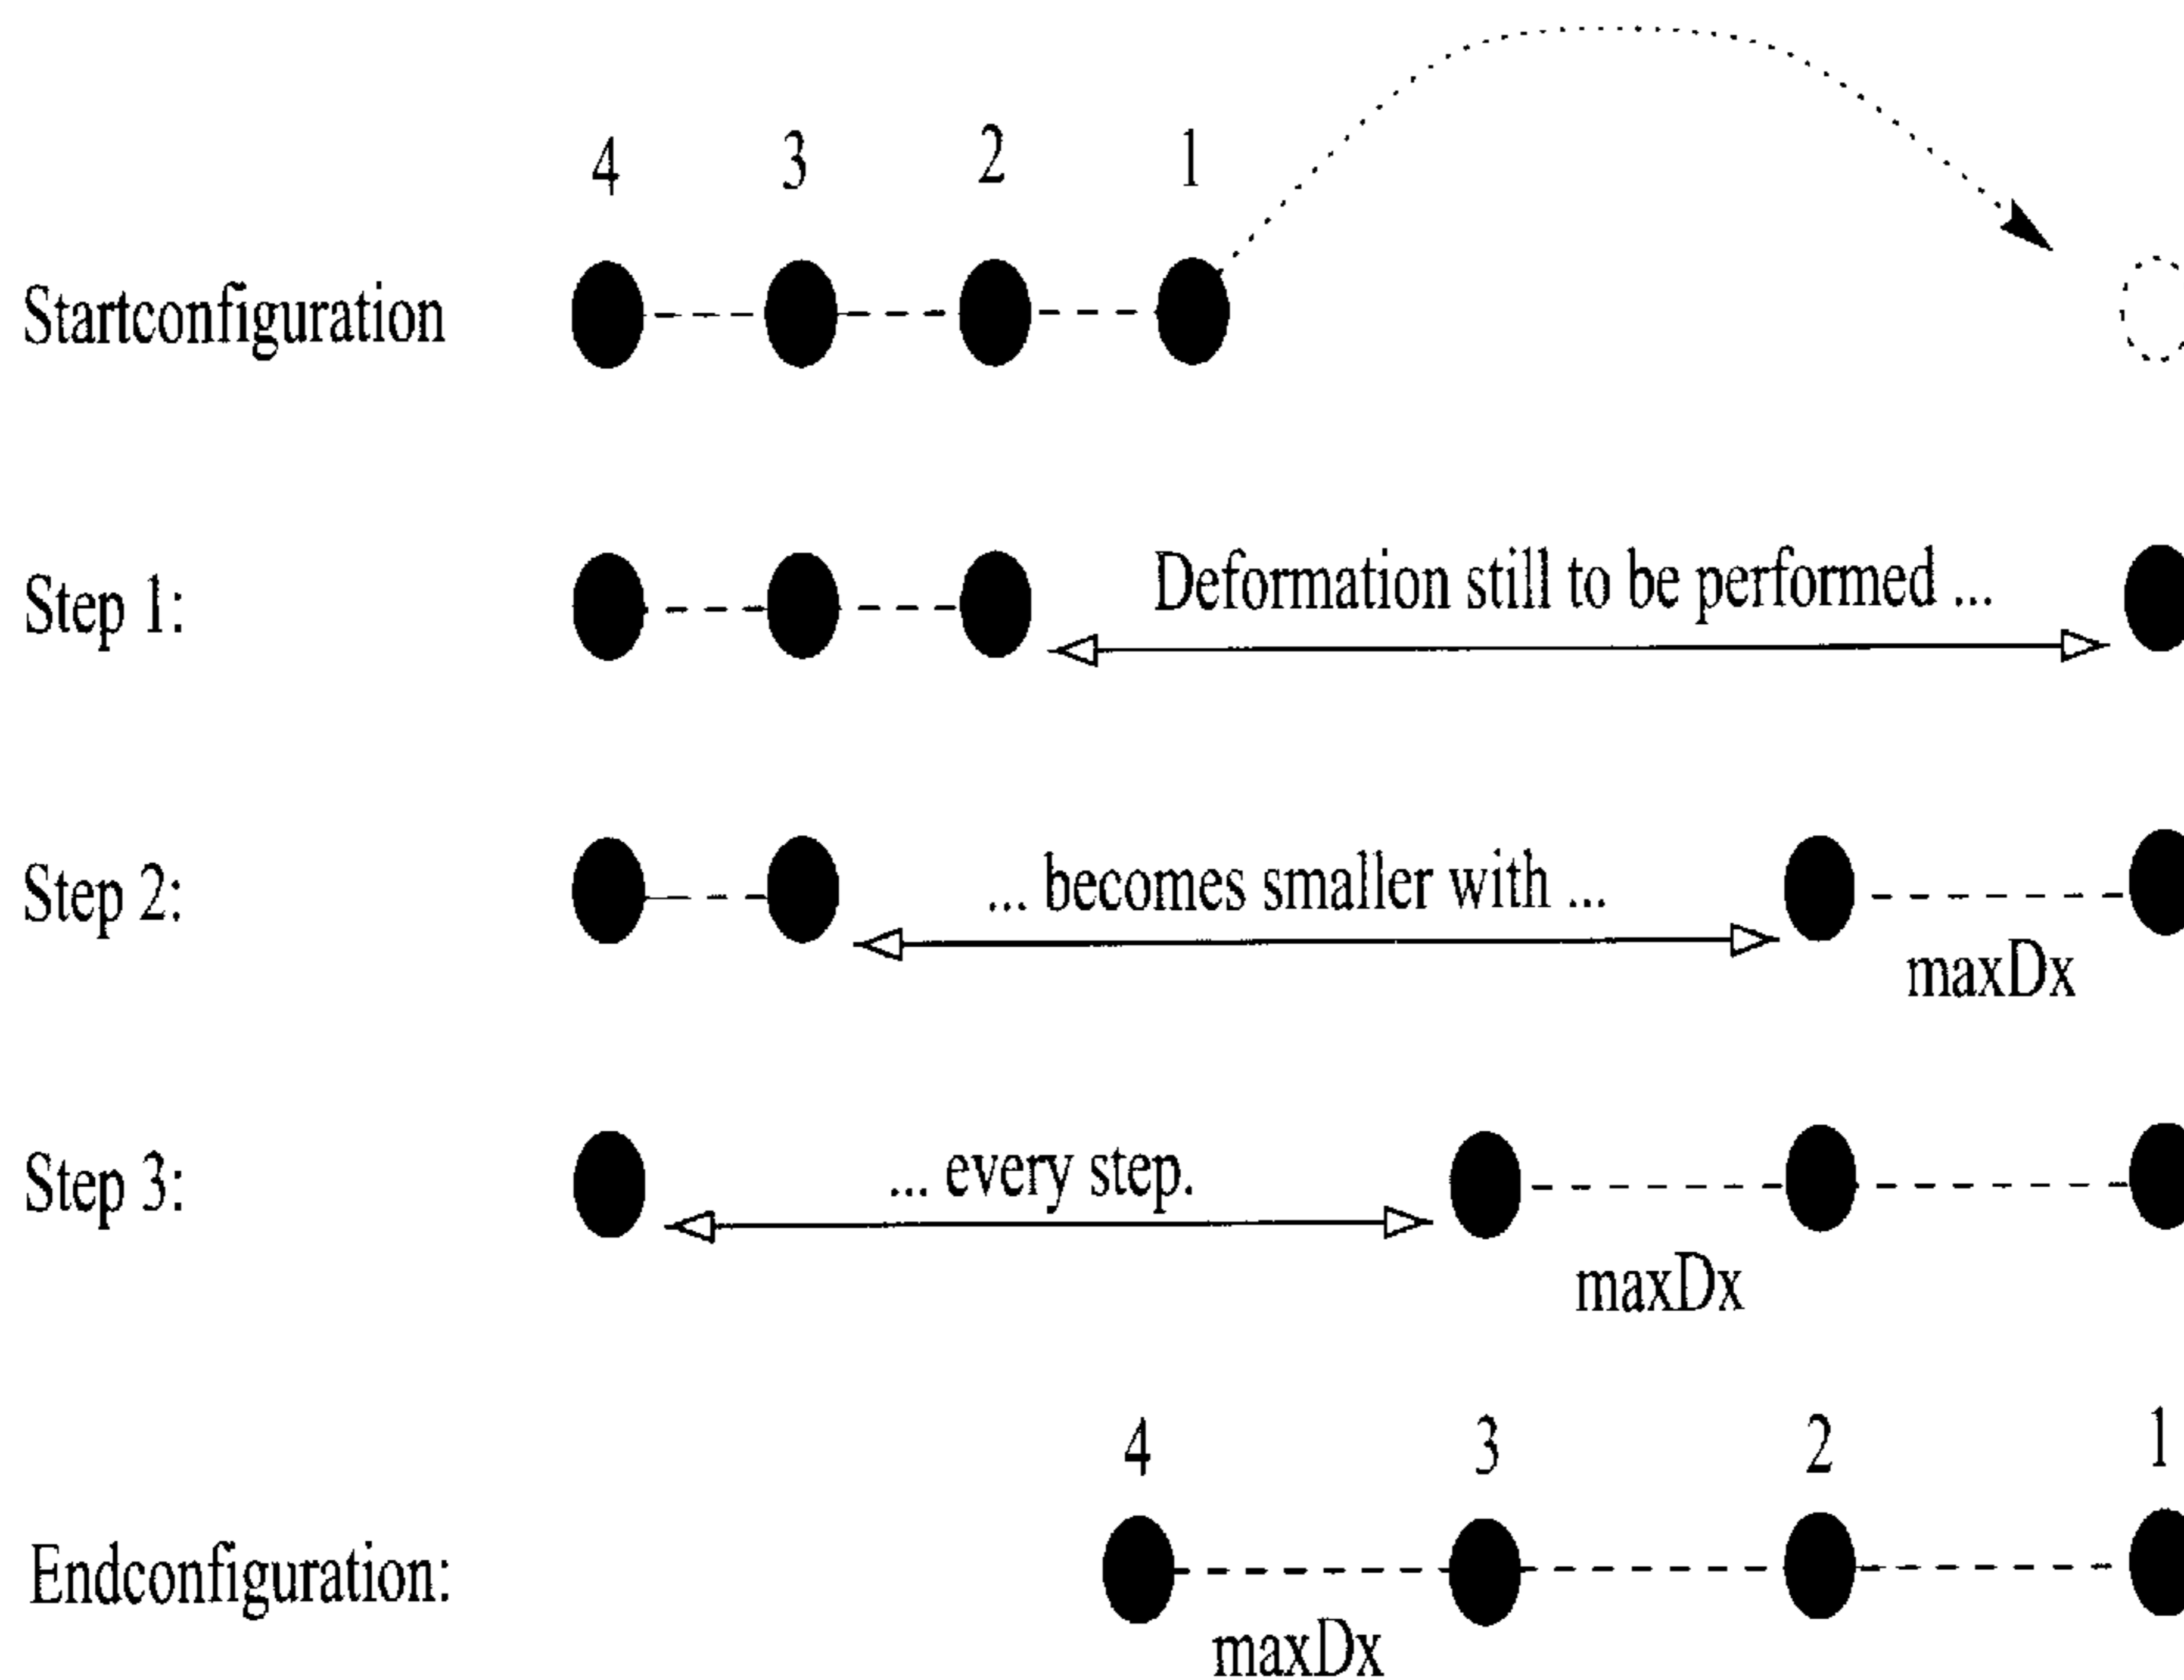 4 3 2 1
Startconfiguration
Step 1:
Deformation still to be performed ...
Step 2:
... becomes smaller with ...
maxDx
Step 3:
... every step.
maxDx
4 3 2 1
Endconfiguration:
maxDx